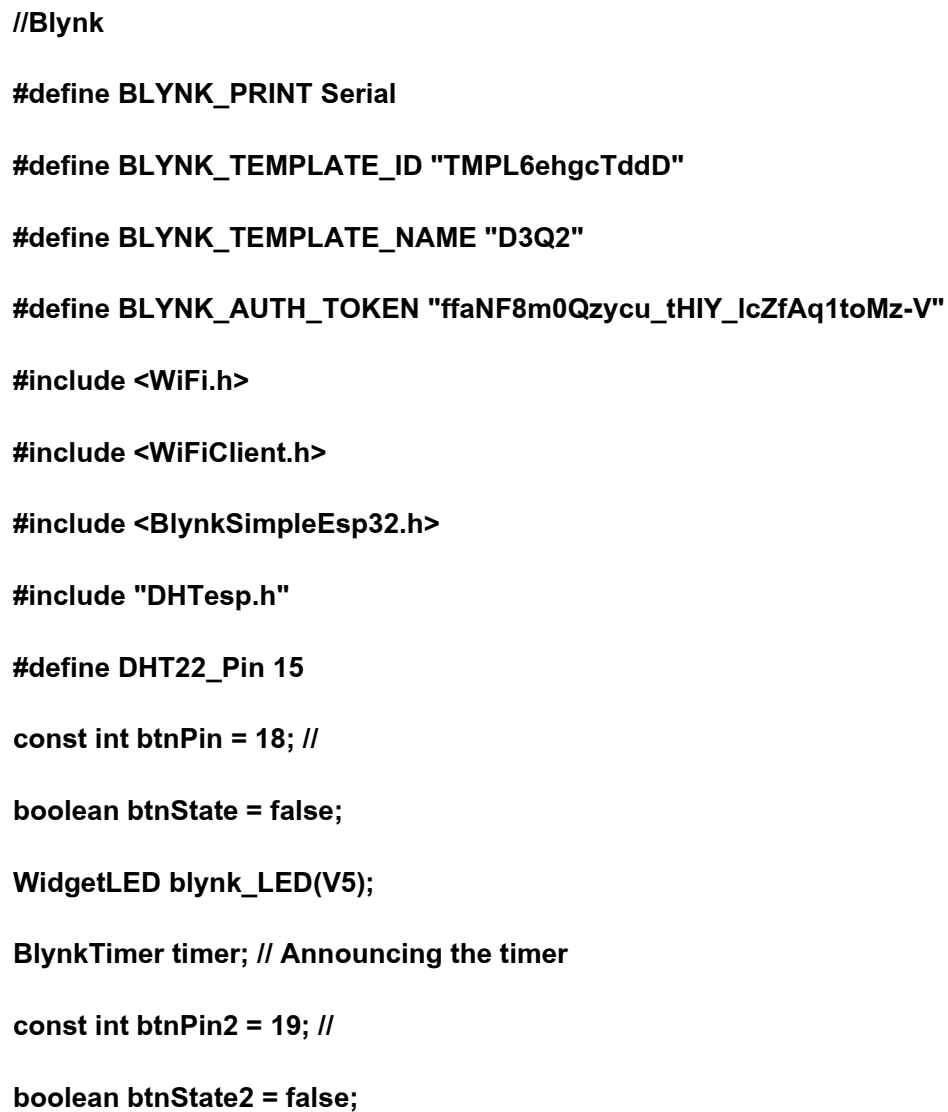 //Blynk
#define BLYNK_PRINT Serial
#define BLYNK_TEMPLATE_ID "TMPL6ehgcTddD"
#define BLYNK_TEMPLATE_NAME "D3Q2"
#define BLYNK_AUTH_TOKEN "ffaNF8m0Qzycu_tHIY_lcZfAq1toMz-V"
#include <WiFi.h>
#include <WiFiClient.h>
#include <BlynkSimpleEsp32.h>
#include "DHTesp.h"
#define DHT22_Pin 15
const int btnPin = 18; //
boolean btnState = false;
WidgetLED blynk_LED(V5);
BlynkTimer timer; // Announcing the timer
const int btnPin2 = 19; //
boolean btnState2 = false;